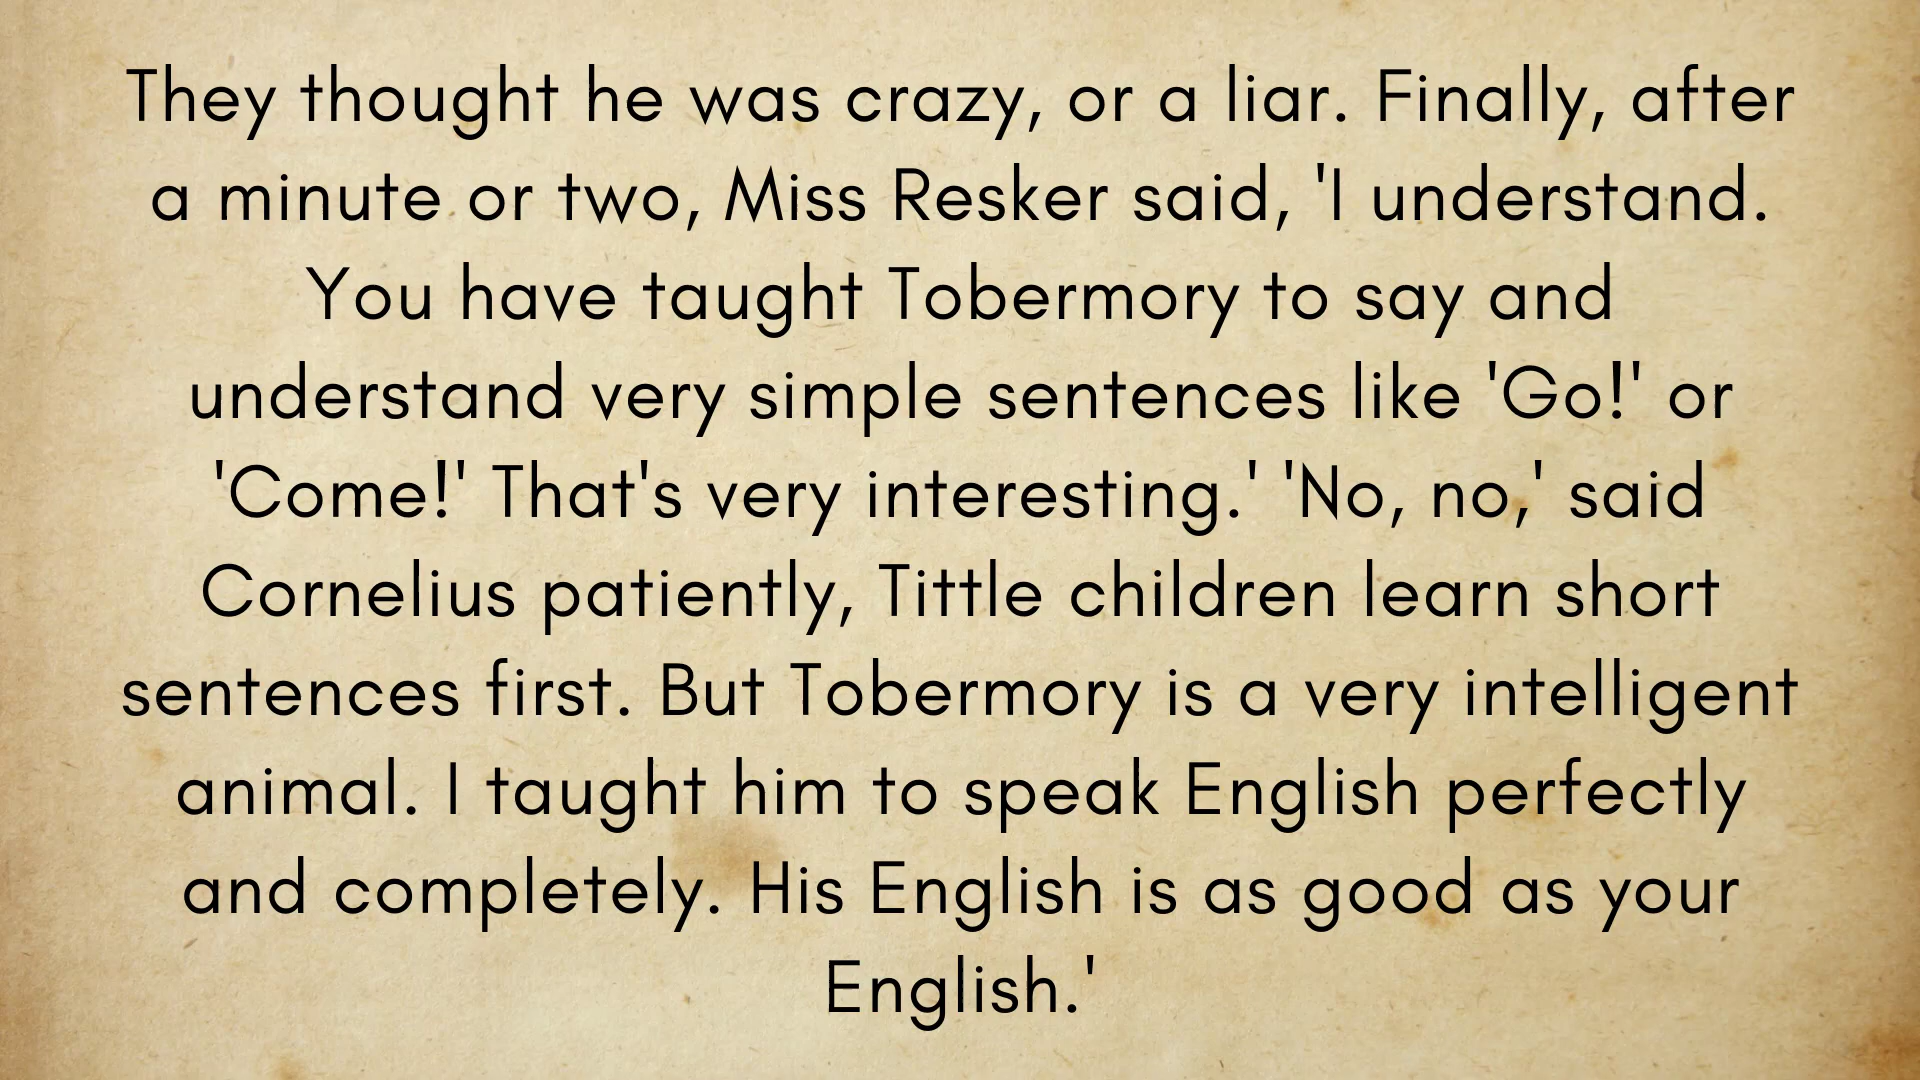 They thought he was crazy, or a liar. Finally, after
a minute or two, Miss Resker said, 'I understand.
You have taught Tobermory to say and
understand very simple sentences like 'Go!' or
'Come!' That's very interesting.' 'No, no,' said
Cornelius patiently, Tittle children learn short
sentences first. But Tobermory is a very intelligent
animal. I taught him to speak English perfectly
and completely. His English is as good as your
English.'